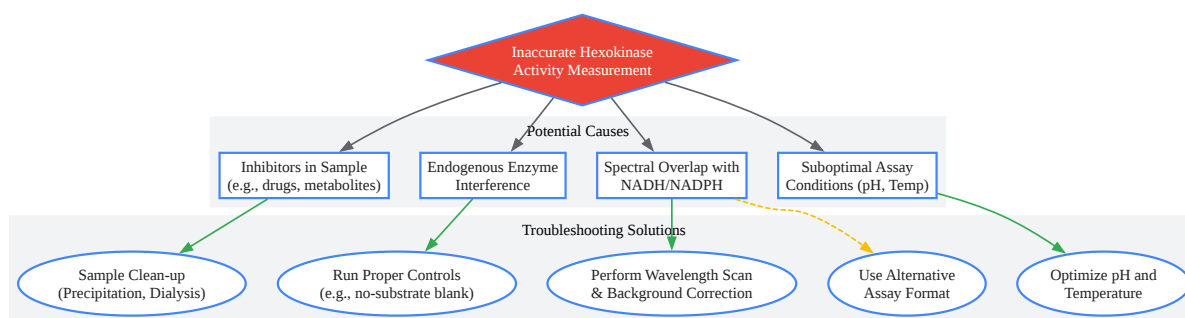 Inaccurate Hexokinase
Activity Measurement
Potential Causes
Inhibitors in Sample
(e.g., drugs, metabolites)
Endogenous Enzyme
Interference
Spectral Overlap with
NADH/NADPH
Suboptimal Assay
Conditions (pH, Temp)
Troubleshooting Solutions
Sample Clean-up
(Precipitation, Dialysis)
Run Proper Controls
(e.g., no-substrate blank)
Perform Wavelength Scan
& Background Correction
Use Alternative
Assay Format
Optimize pH and
Temperature